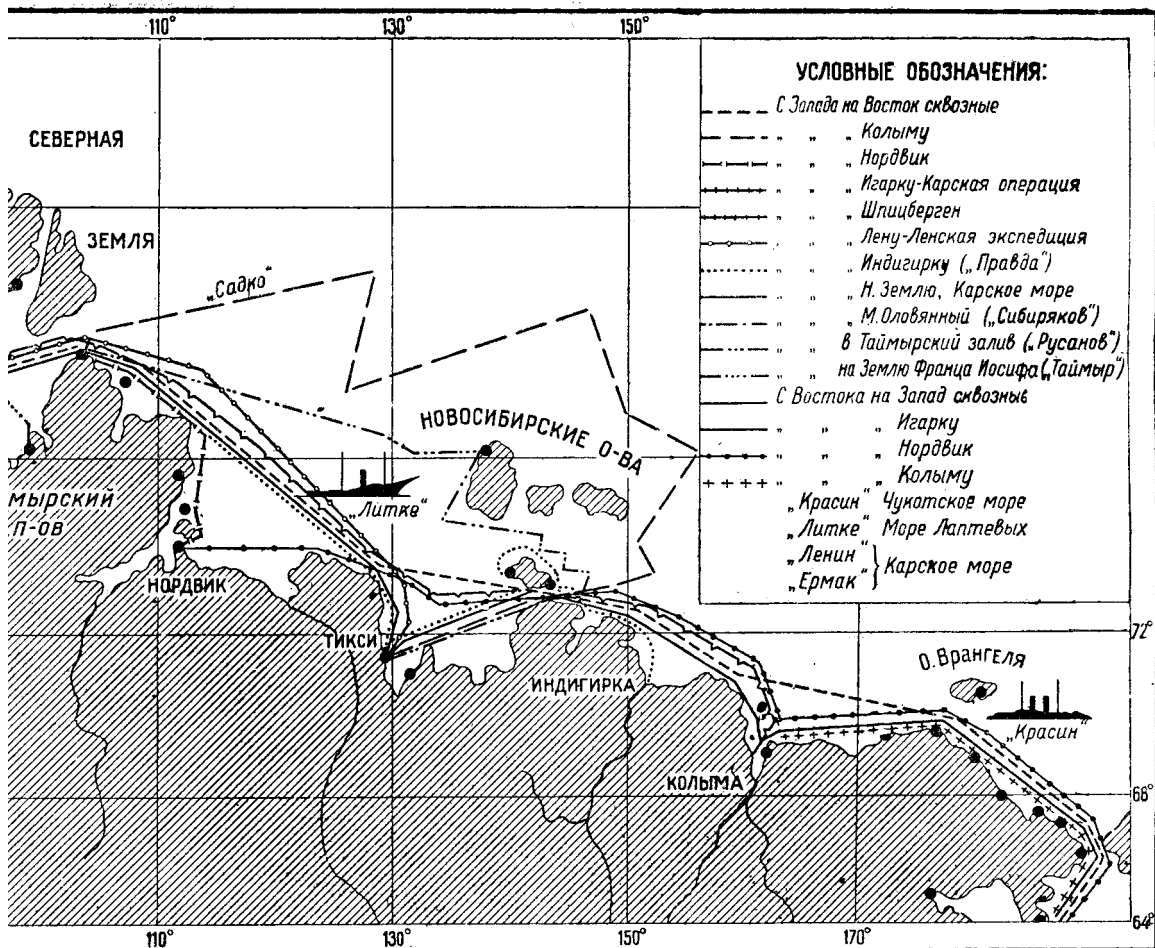 110° 130° 150°
УСЛОВНЫЕ ОБОЗНАЧЕНИЯ:
С Запада на Восток сквозные
" " " Колыму
" " " Нордвик
" " " Игарку-Карская операция
" " " Шпицберген
" " " Лену-Ленская экспедиция
" " " Индигирку („Правда")
" " " Н. Землю, Карское море
" " " М. Оловянный („Сибиряков")
" " в Таймырский залив („Русанов")
" " на Землю Франца Иосифа („Таймыр")
С Востока на Запад сквозные
" " " Игарку
" " " Нордвик
" " " Колыму
„Красин" Чукотское море
„Литке" Море Лаптевых
„Ленин"
„Ермак" } Карское море
СЕВЕРНАЯ
ЗЕМЛЯ
„Садко"
НОВОСИБИРСКИЕ О-ВА
„Литке"
МЫРСКИЙ
П-ОВ
НОРДВИК
ТИКСИ
72°
О. Врангеля
ИНДИГИРКА
„Красин"
КОЛЫМА
68°
64°
110° 130° 150° 170°